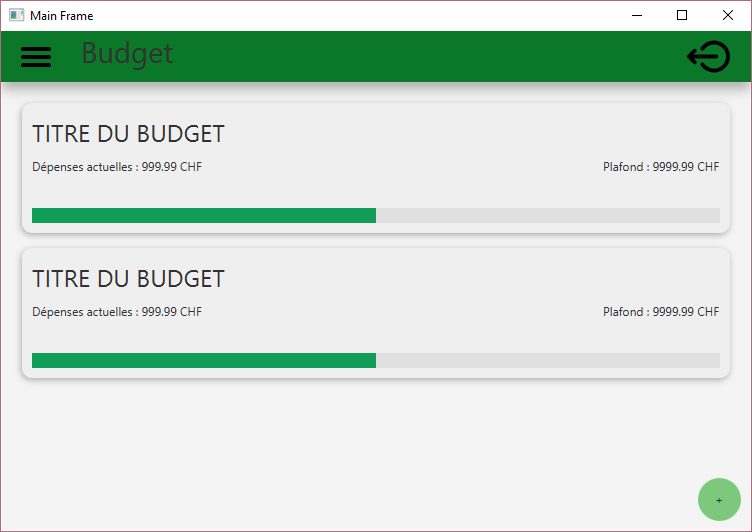 Main Frame
Budget
TITRE DU BUDGET
Dépenses actuelles : 999.99 CHF Plafond : 9999.99 CHF
TITRE DU BUDGET
Dépenses actuelles : 999.99 CHF Plafond : 9999.99 CHF
+